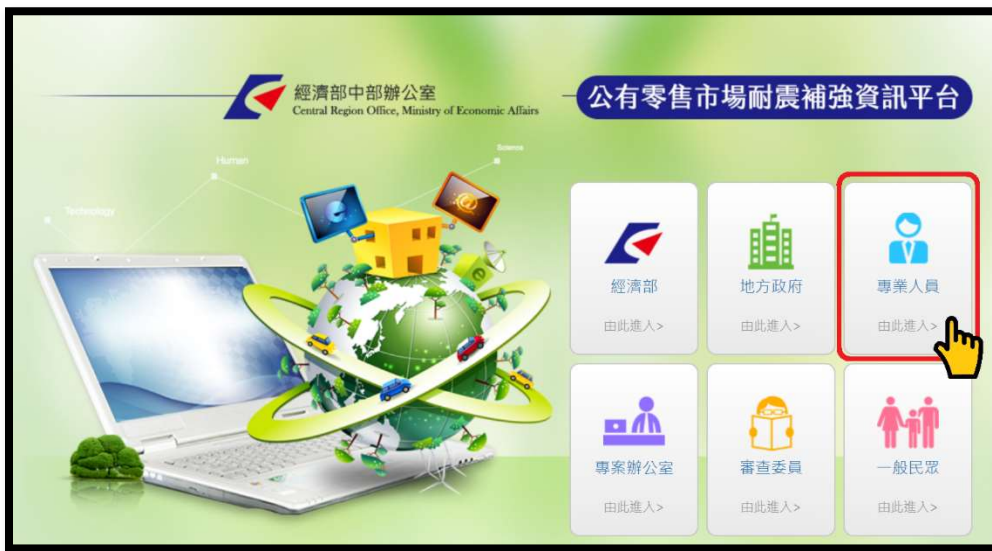 經濟部中部辦公室
Central Region Office, Ministry of Economic Affairs
公有零售市場耐震補強資訊平台
Science
Human
Technology
經濟部
由此進入>
地方政府
由此進入>
專業人員
由此進入>
專案辦公室
由此進入>
審查委員
由此進入>
一般民眾
由此進入>